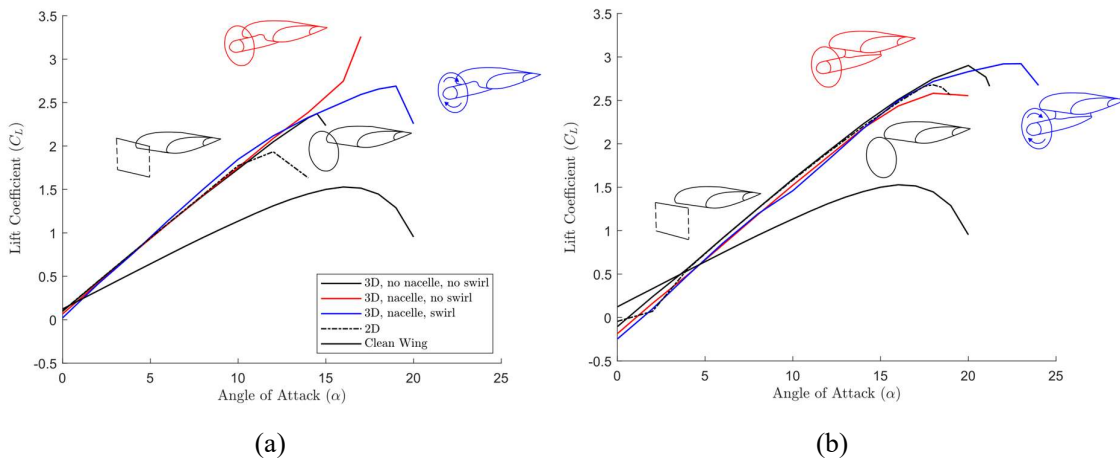 3.5
3
2.5
2
1.5
1
0.5
0
-0.5
Lift Coefficient (C_L)
0 5 10 15 20 25
Angle of Attack (α)
3D, no nacelle, no swirl
3D, nacelle, no swirl
3D, nacelle, swirl
2D
Clean Wing
(a)
3.5
3
2.5
2
1.5
1
0.5
0
-0.5
Lift Coefficient (C_L)
0 5 10 15 20 25
Angle of Attack (α)
(b)